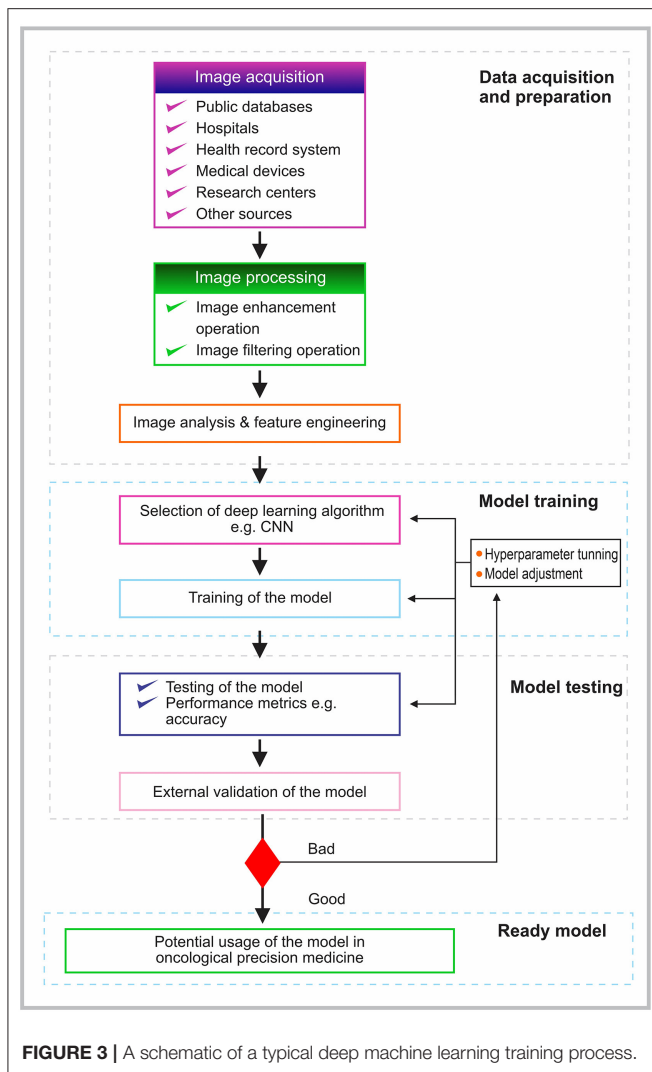 Image acquisition
Data acquisition
and preparation
Public databases
Hospitals
Health record system
Medical devices
Research centers
Other sources
Image processing
Image enhancement
operation
Image filtering operation
Image analysis & feature engineering
Model training
Selection of deep learning algorithm
e.g. CNN
Hyperparameter tunning
Model adjustment
Training of the model
Model testing
Testing of the model
Performance metrics e.g.
accuracy
External validation of the model
Bad
Good
Ready model
Potential usage of the model in
oncological precision medicine
FIGURE 3 | A schematic of a typical deep machine learning training process.